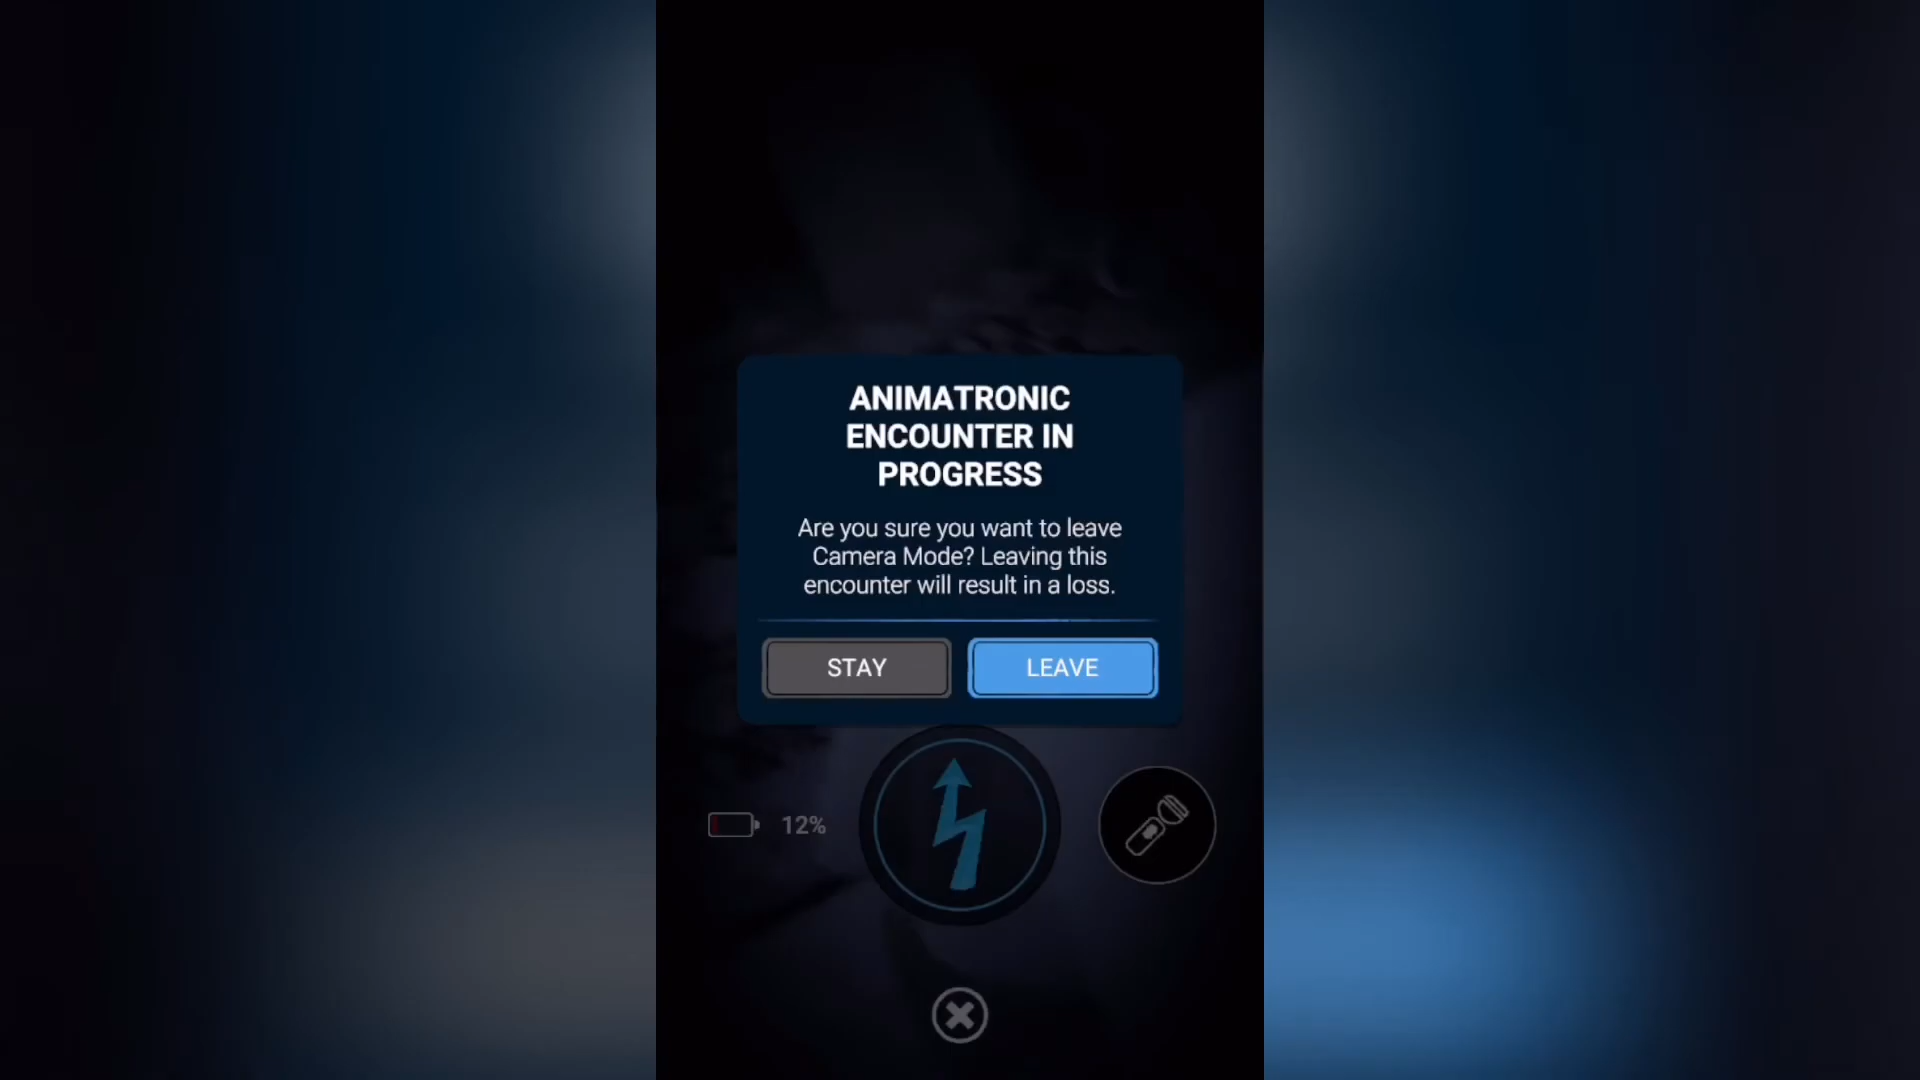 ANIMATRONIC
ENCOUNTER IN
PROGRESS
Are you sure you want to leave
Camera Mode? Leaving this
encounter will result in a loss.
STAY
LEAVE
12%